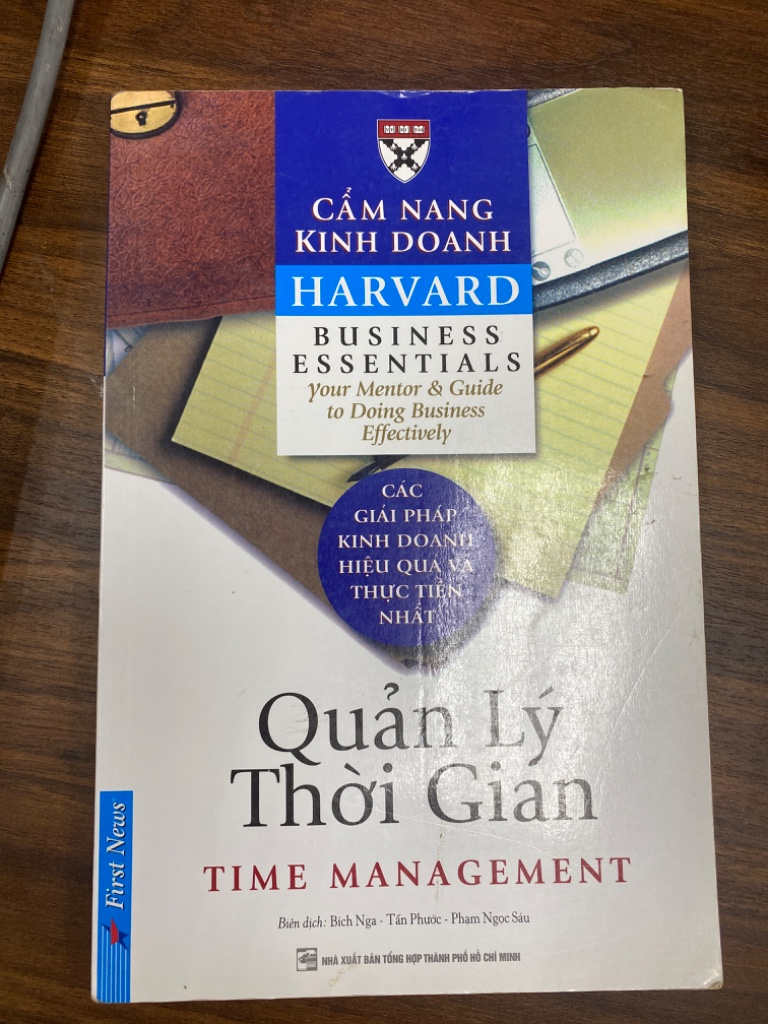 CẨM NANG
KINH DOANH
HARVARD
BUSINESS
ESSENTIALS
Your Mentor & Guide
to Doing Business
Effectively
CÁC
GIẢI PHÁP
KINH DOANH
HIỆU QUẢ VÀ
THỰC TIỄN
NHẤT
Quản Lý
Thời Gian
TIME MANAGEMENT
First News
Biên dịch: Bích Nga - Tấn Phước - Phạm Ngọc Sáu
NHÀ XUẤT BẢN TỔNG HỢP THÀNH PHỐ HỒ CHÍ MINH